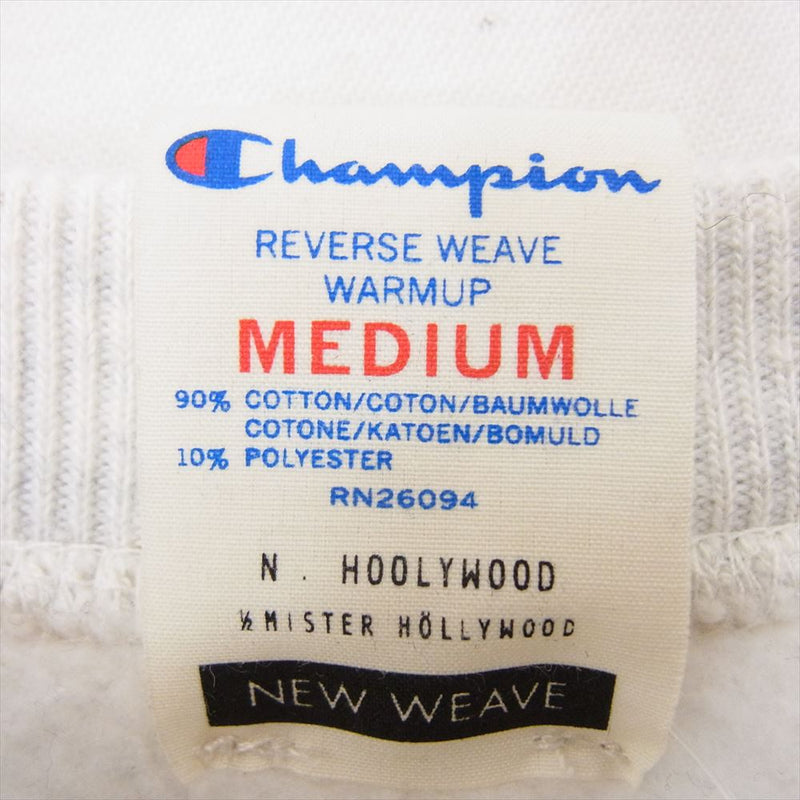 Champion
REVERSE WEAVE
WARMUP
MEDIUM
90% COTTON/COTON/BAUMWOLLE
COTONE/KATOEN/BOMULD
10% POLYESTER
RN26094
N. HOOLYWOOD
½ MISTER HÖLLYWOOD
NEW WEAVE